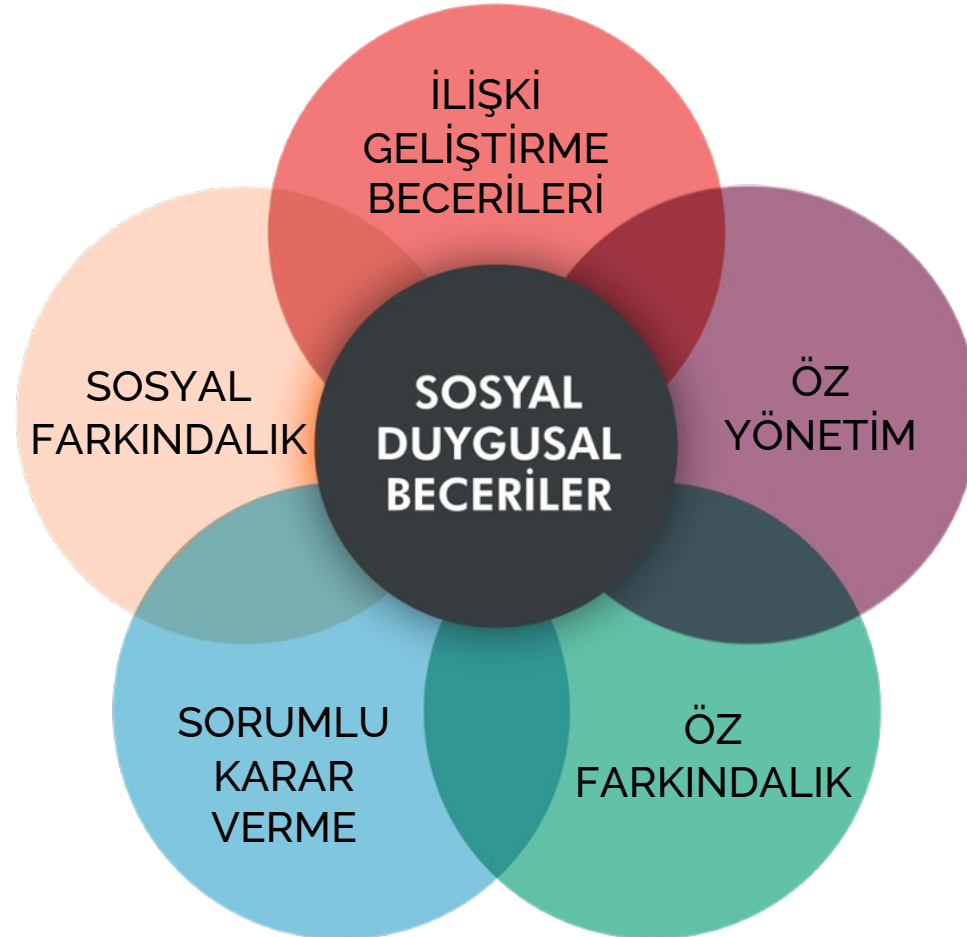 İLİŞKİ
GELİŞTİRME
BECERİLERİ
SOSYAL
FARKINDALIK
SOSYAL
DUYGUSAL
BECERİLER
ÖZ
YÖNETİM
SORUMLU
KARAR
VERME
ÖZ
FARKINDALIK